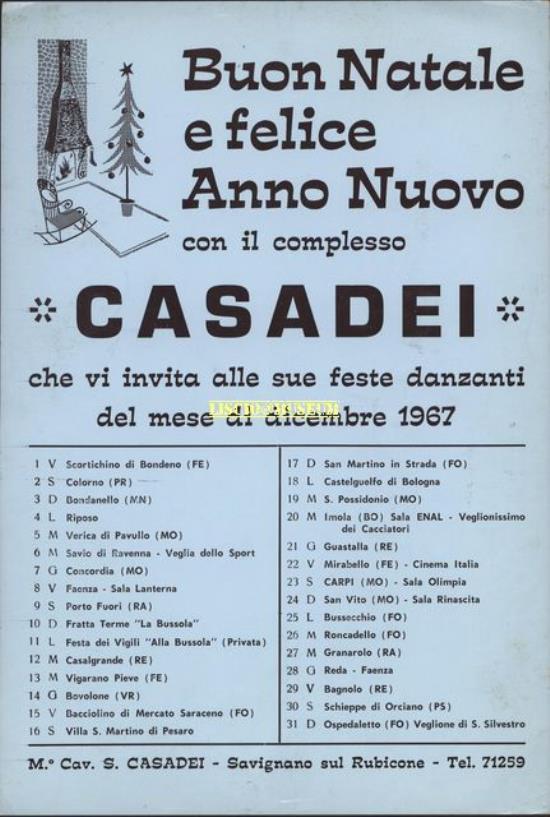 Buon Natale
e felice
Anno Nuovo
con il complesso
* CASADEI *
che vi invita alle sue feste danzanti
LISCIO MUSEUM
del mese di dicembre 1967
1 V Scortichino di Bondeno (FE)
2 S Colorno (PR)
3 D Bondanello (MN)
4 L Riposo
5 M Verica di Pavullo (MO)
6 M Savio di Ravenna - Veglia dello Sport
7 G Concordia (MO)
8 V Faenza - Sala Lanterna
9 S Porto Fuori (RA)
10 D Fratta Terme "La Bussola"
11 L Festa dei Vigili "Alla Bussola" (Privata)
12 M Casalgrande (RE)
13 M Vigarano Pieve (FE)
14 G Bovolone (VR)
15 V Bacciolino di Mercato Saraceno (FO)
16 S Villa S. Martino di Pesaro
17 D San Martino in Strada (FO)
18 L Castelguelfo di Bologna
19 M S. Possidonio (MO)
20 M Imola (BO) Sala ENAL - Veglionissimo
dei Cacciatori
21 G Guastalla (RE)
22 V Mirabello (FE) - Cinema Italia
23 S CARPI (MO) - Sala Olimpia
24 D San Vito (MO) - Sala Rinascita
25 L Bussecchio (FO)
26 M Roncadello (FO)
27 M Granarolo (RA)
28 G Reda - Faenza
29 V Bagnolo (RE)
30 S Schieppe di Orciano (PS)
31 D Ospedaletto (FO) Veglione di S. Silvestro
M.° Cav. S. CASADEI - Savignano sul Rubicone - Tel. 71259